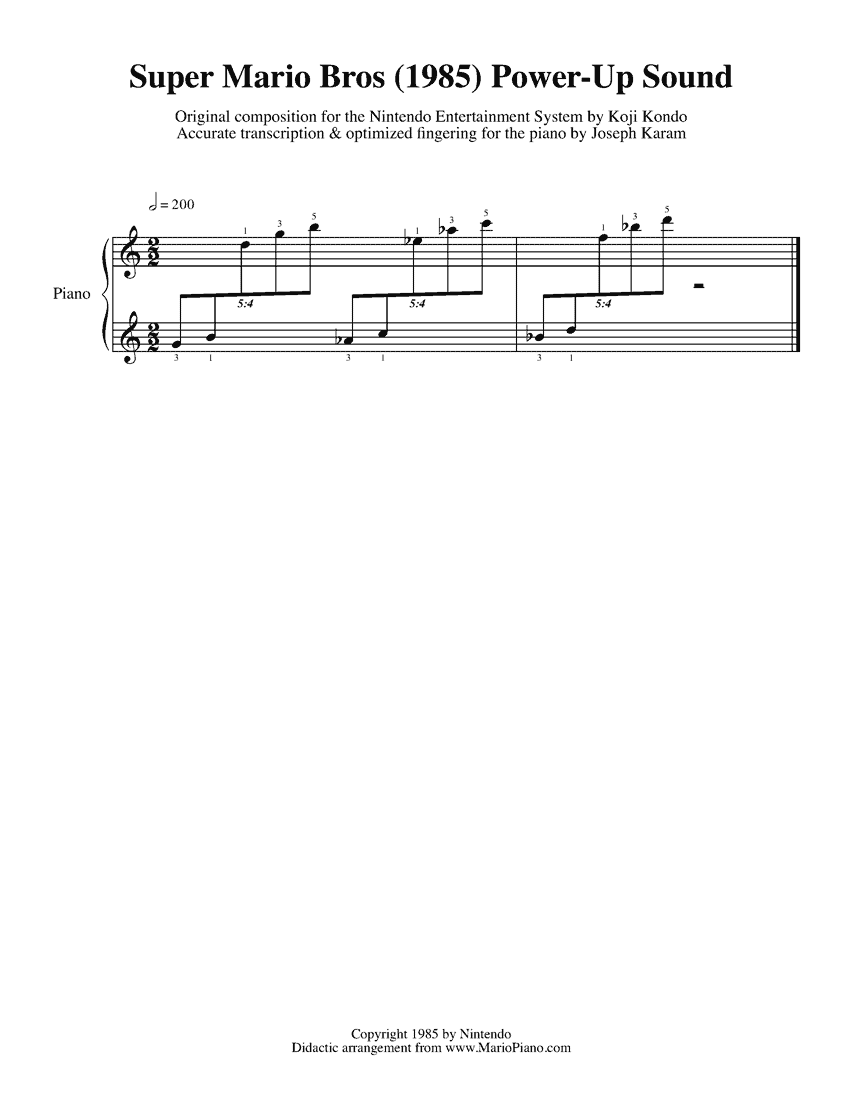 Super Mario Bros (1985) Power-Up Sound
Original composition for the Nintendo Entertainment System by Koji Kondo
Accurate transcription & optimized fingering for the piano by Joseph Karam
= 200
1 3 5 1 3 5 1 3 5
2 2
Piano
5:4 5:4 5:4
2 2
3 1 3 1 3 1
Copyright 1985 by Nintendo
Didactic arrangement from www.MarioPiano.com